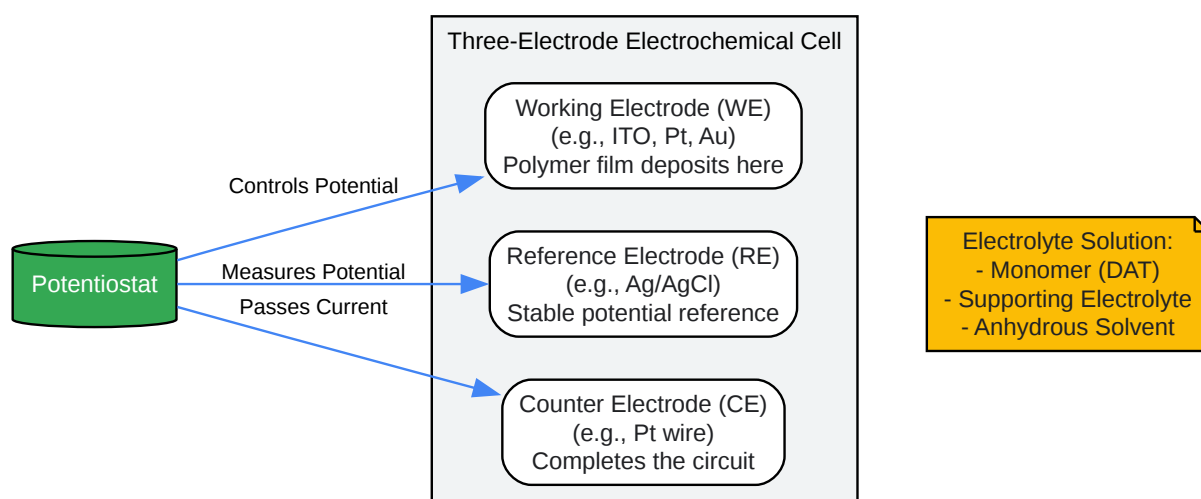 Three-Electrode Electrochemical Cell
Working Electrode (WE)
(e.g., ITO, Pt, Au)
Polymer film deposits here
Controls Potential
Reference Electrode (RE)
(e.g., Ag/AgCl)
Stable potential reference
Measures Potential
Potentiostat
Passes Current
Counter Electrode (CE)
(e.g., Pt wire)
Completes the circuit
Electrolyte Solution:
- Monomer (DAT)
- Supporting Electrolyte
- Anhydrous Solvent